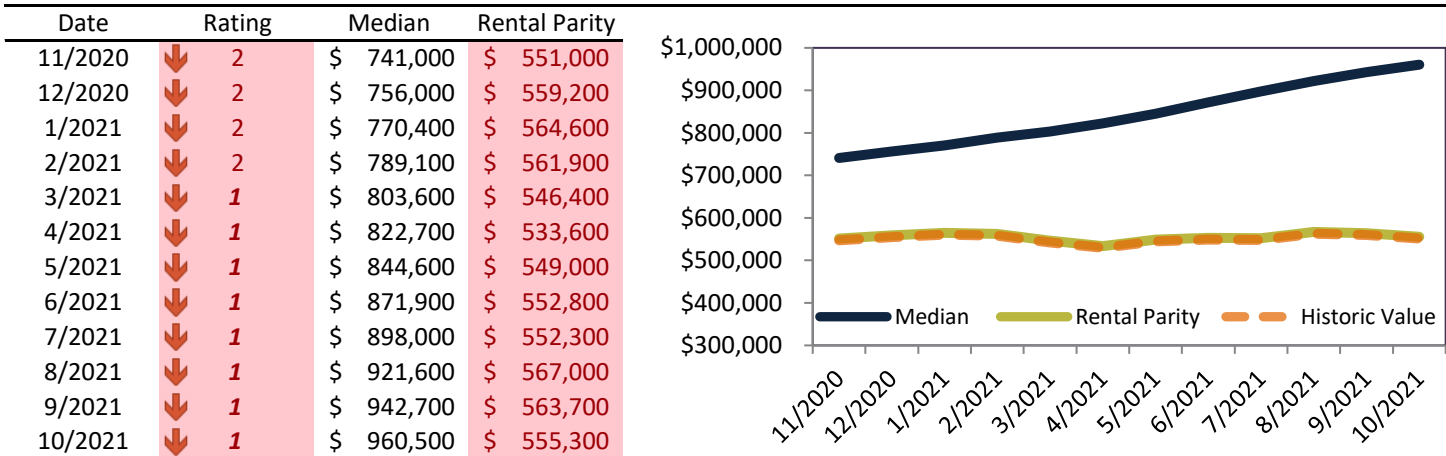 Date Rating Median Rental Parity
11/2020 2 $ 741,000 $ 551,000
12/2020 2 $ 756,000 $ 559,200
1/2021 2 $ 770,400 $ 564,600
2/2021 2 $ 789,100 $ 561,900
3/2021 1 $ 803,600 $ 546,400
4/2021 1 $ 822,700 $ 533,600
5/2021 1 $ 844,600 $ 549,000
6/2021 1 $ 871,900 $ 552,800
7/2021 1 $ 898,000 $ 552,300
8/2021 1 $ 921,600 $ 567,000
9/2021 1 $ 942,700 $ 563,700
10/2021 1 $ 960,500 $ 555,300
$1,000,000
$900,000
$800,000
$700,000
$600,000
$500,000
$400,000
$300,000
Median Rental Parity Historic Value
11/2020 12/2020 1/2021 2/2021 3/2021 4/2021 5/2021 6/2021 7/2021 8/2021 9/2021 10/2021